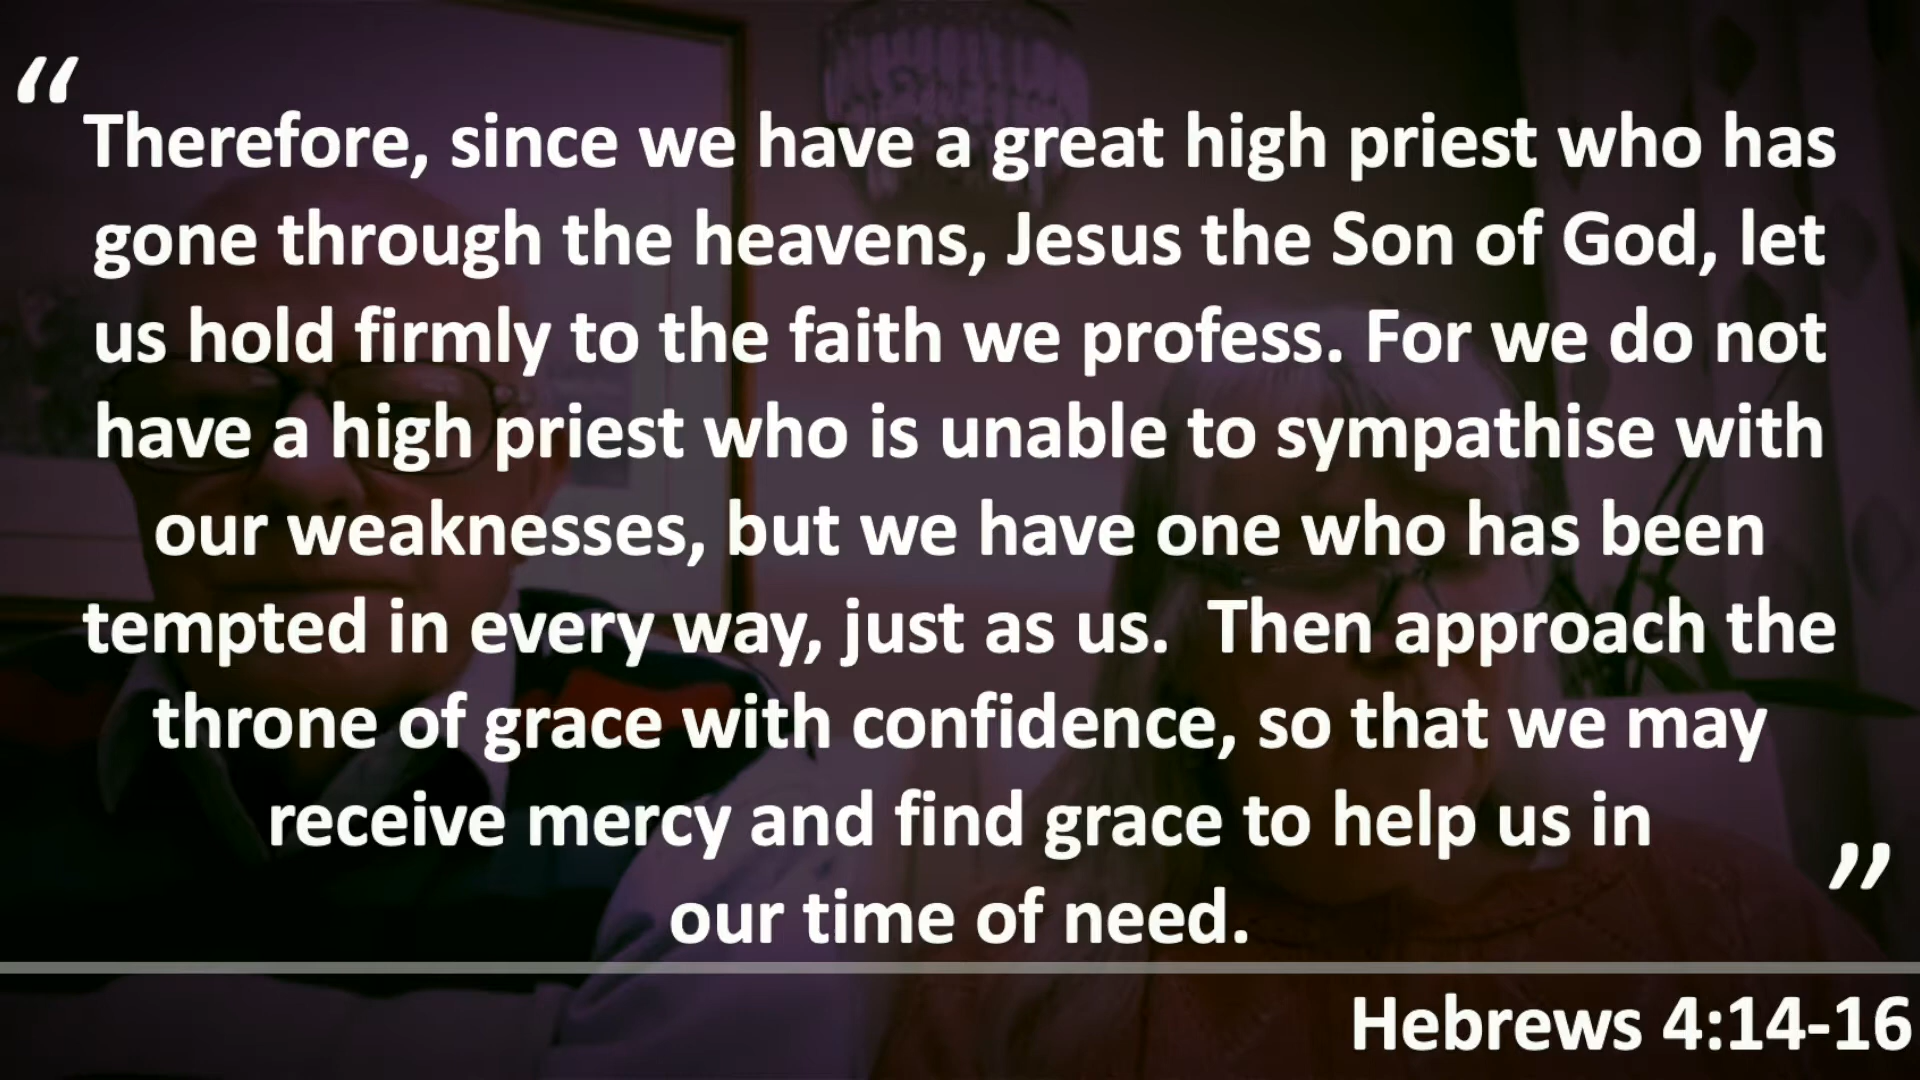 “
Therefore, since we have a great high priest who has
gone through the heavens, Jesus the Son of God, let
us hold firmly to the faith we profess. For we do not
have a high priest who is unable to sympathise with
our weaknesses, but we have one who has been
tempted in every way, just as us.  Then approach the
throne of grace with confidence, so that we may
receive mercy and find grace to help us in
our time of need.
”
Hebrews 4:14-16